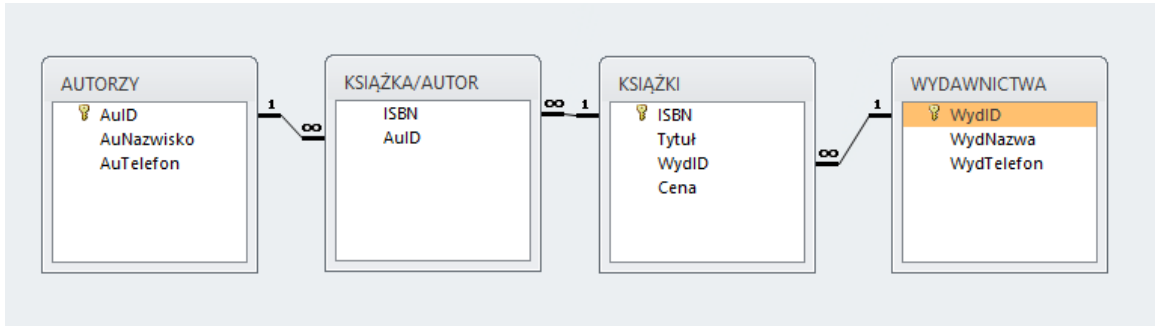 AUTORZY
AuID
AuNazwisko
AuTelefon
1
∞
KSIĄŻKA/AUTOR
ISBN
AuID
∞
1
KSIĄŻKI
ISBN
Tytuł
WydID
Cena
∞
1
WYDAWNICTWA
WydID
WydNazwa
WydTelefon